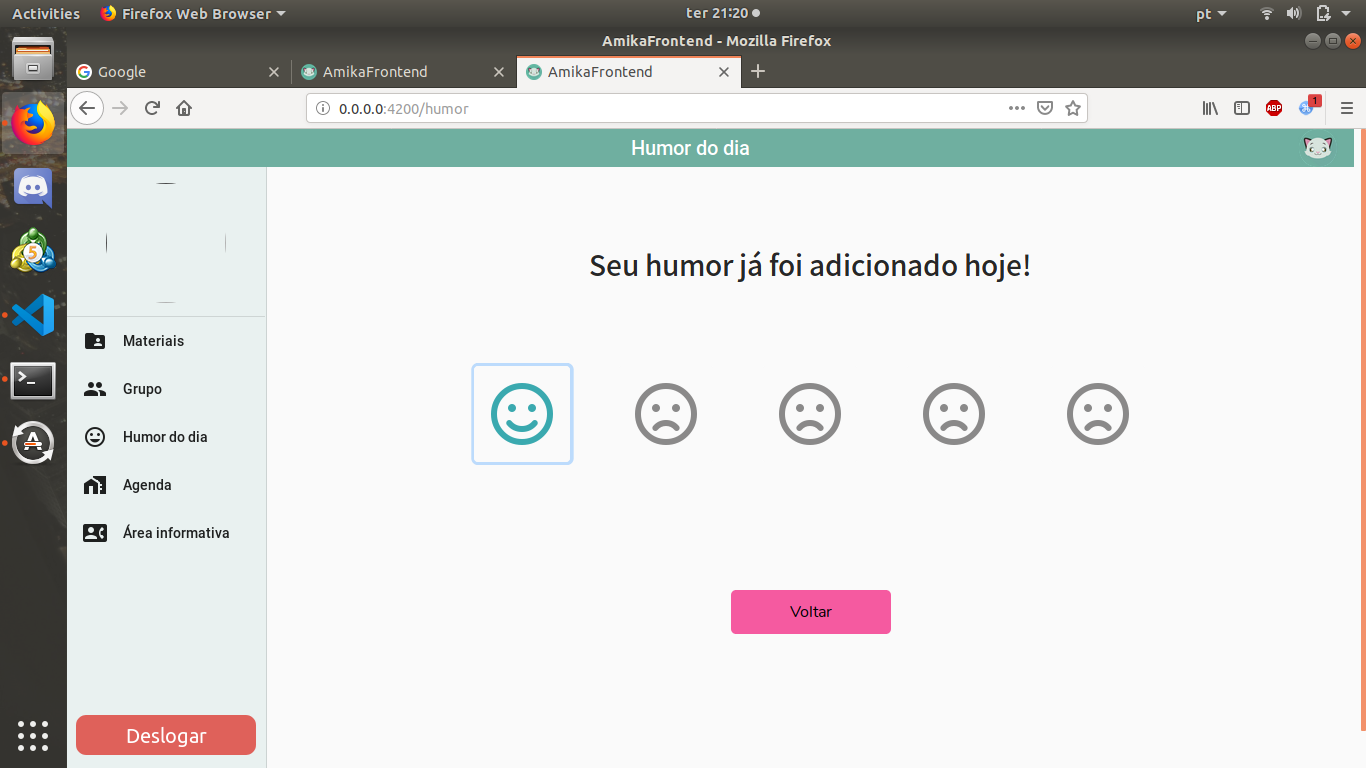 Activities
Firefox Web Browser
ter 21:20
pt
AmikaFrontend - Mozilla Firefox
Google
AmikaFrontend
AmikaFrontend
0.0.0.0:4200/humor
ABP
1
Humor do dia
5
Seu humor já foi adicionado hoje!
Materiais
Grupo
Humor do dia
Agenda
Área informativa
Voltar
Deslogar